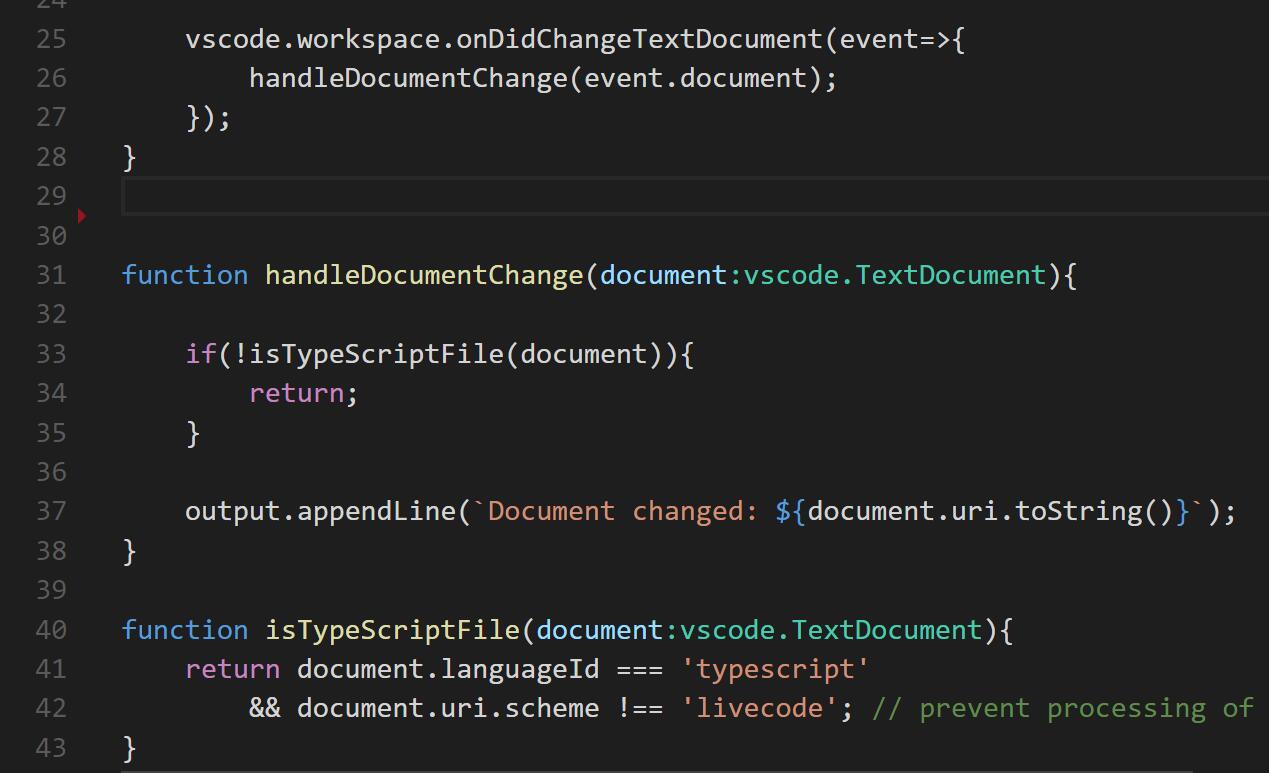 24
25 vscode.workspace.onDidChangeTextDocument(event=>{
26 handleDocumentChange(event.document);
27 });
28 }
29
30
31 function handleDocumentChange(document:vscode.TextDocument){
32
33 if(!isTypeScriptFile(document)){
34 return;
35 }
36
37 output.appendLine(`Document changed: ${document.uri.toString()}`);
38 }
39
40 function isTypeScriptFile(document:vscode.TextDocument){
41 return document.languageId === 'typescript'
42 && document.uri.scheme !== 'livecode'; // prevent processing of
43 }